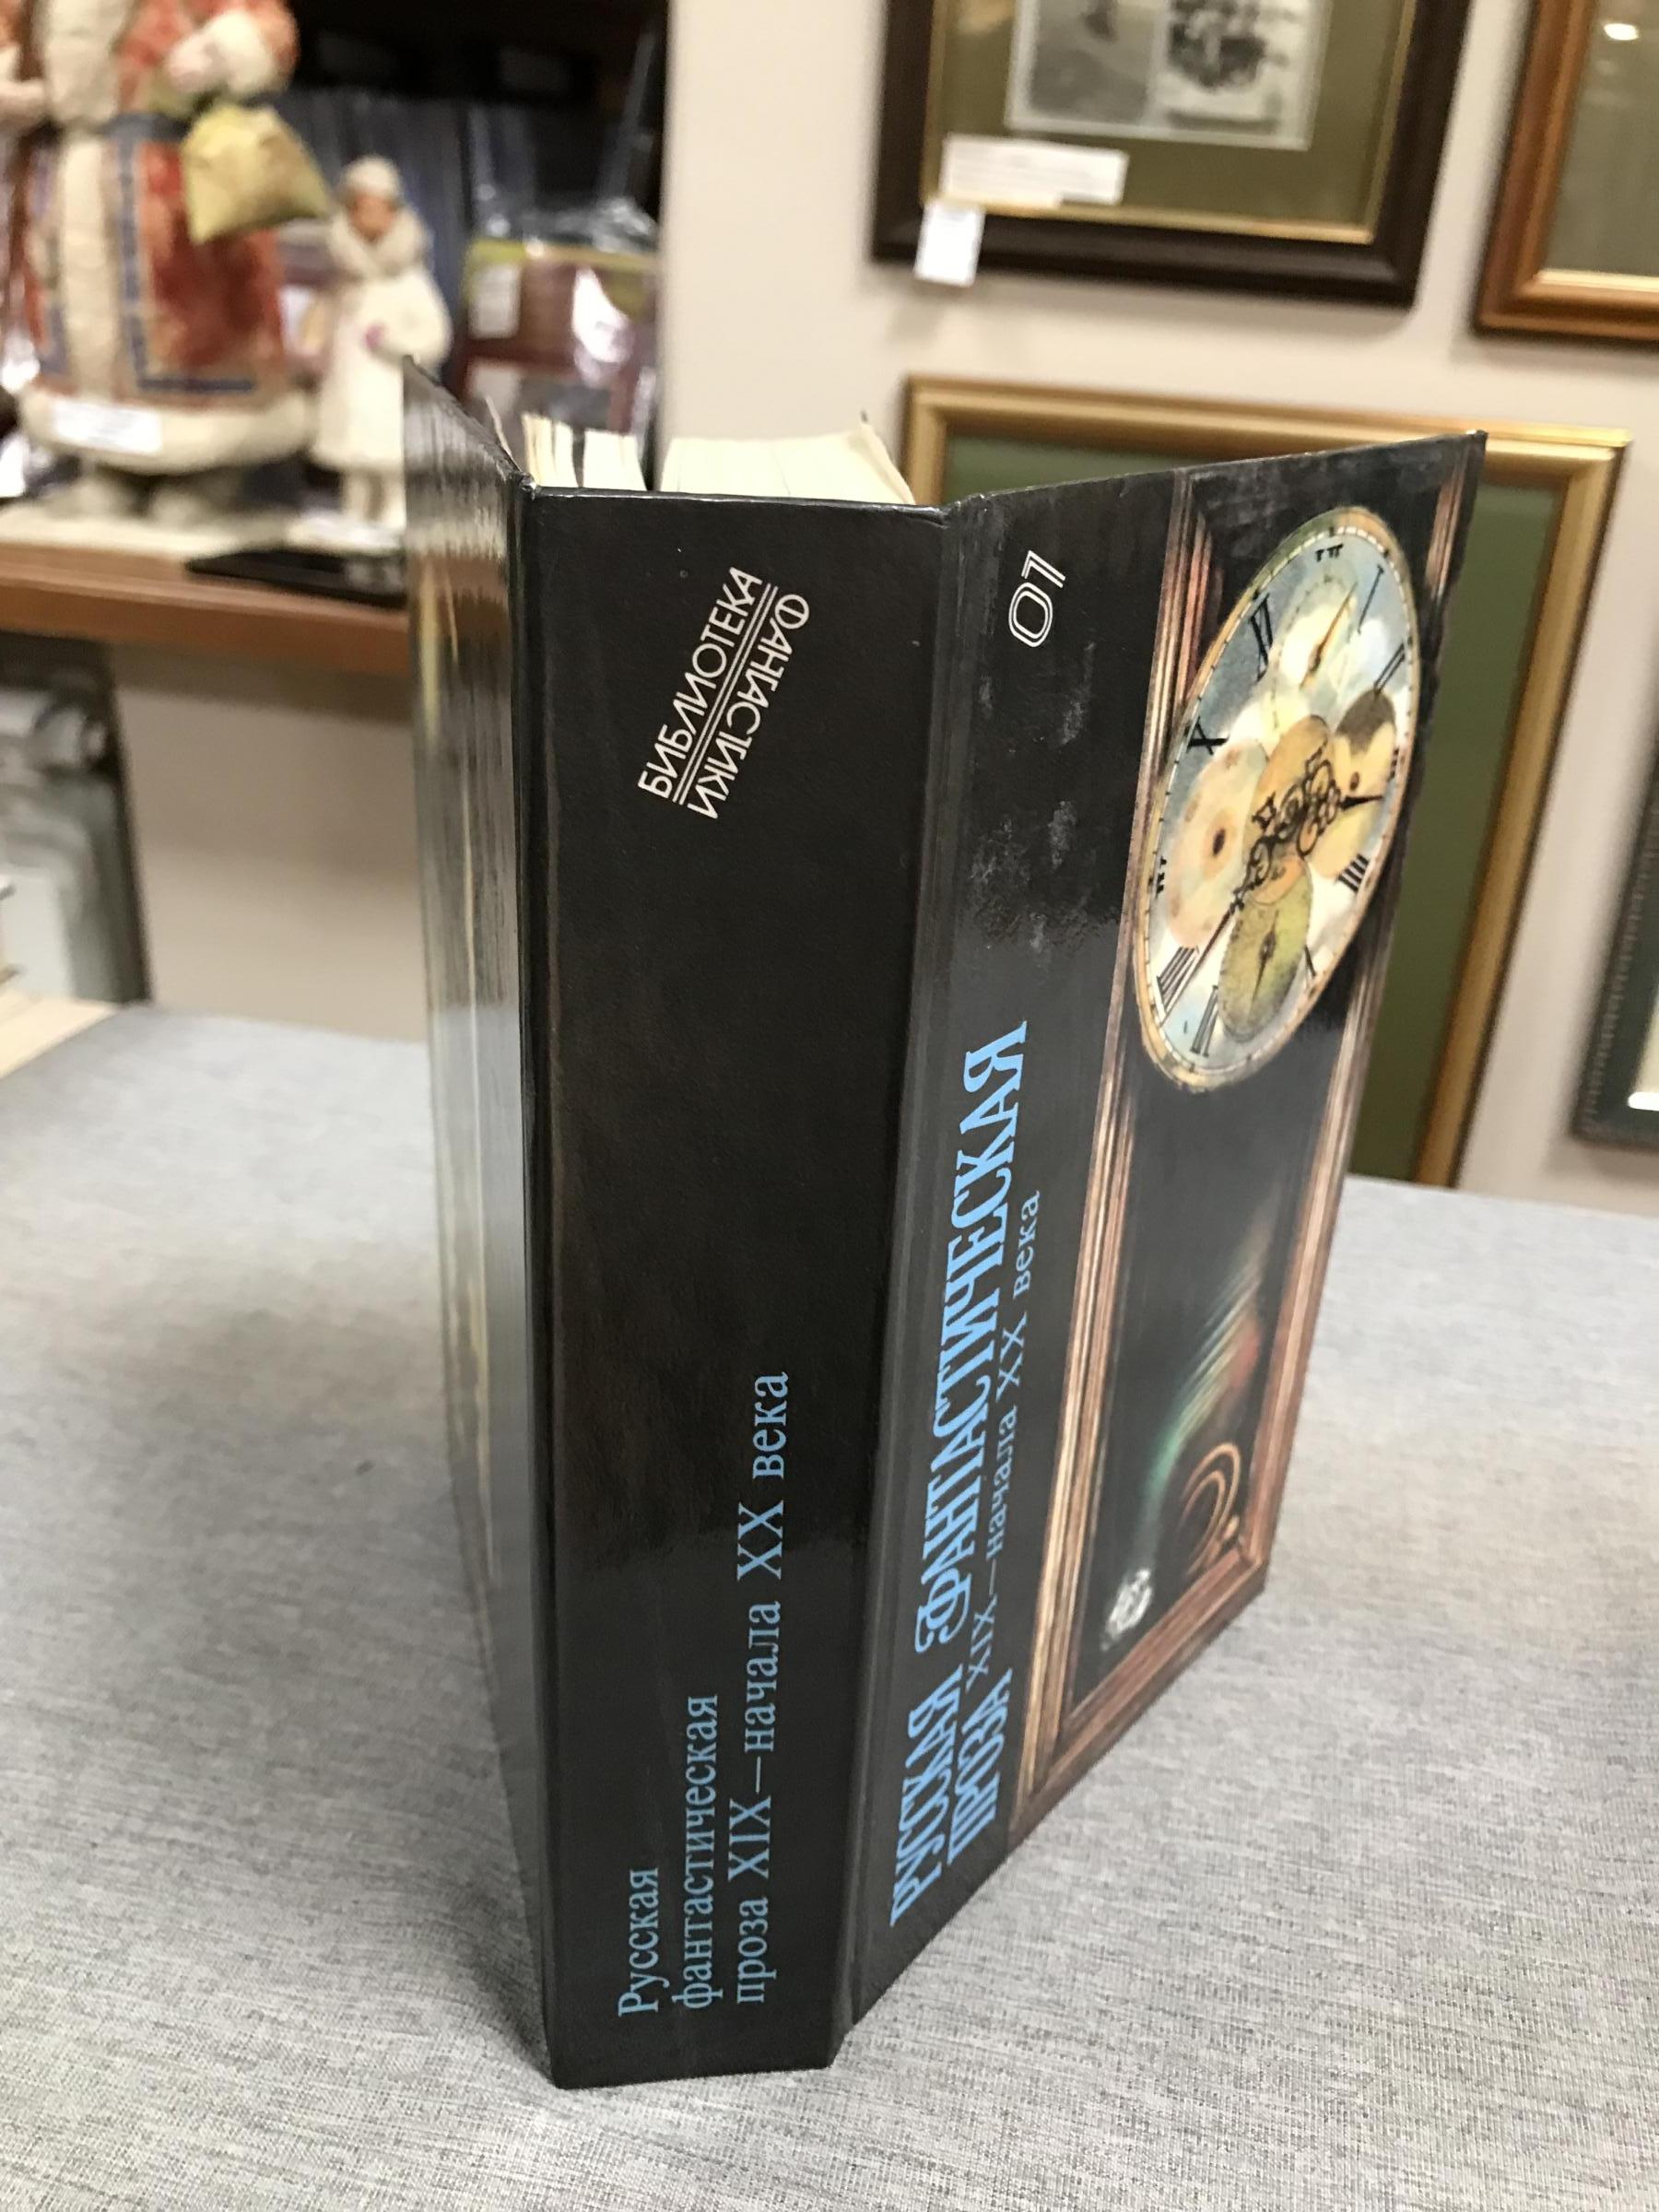 БИБЛИОТЕКА
ФАНТАСТИКИ
Русская
фантастическая
проза XIX—начала XX века
10
РУССКАЯ ФАНТАСТИЧЕСКАЯ
ПРОЗА XIX—начала XX века